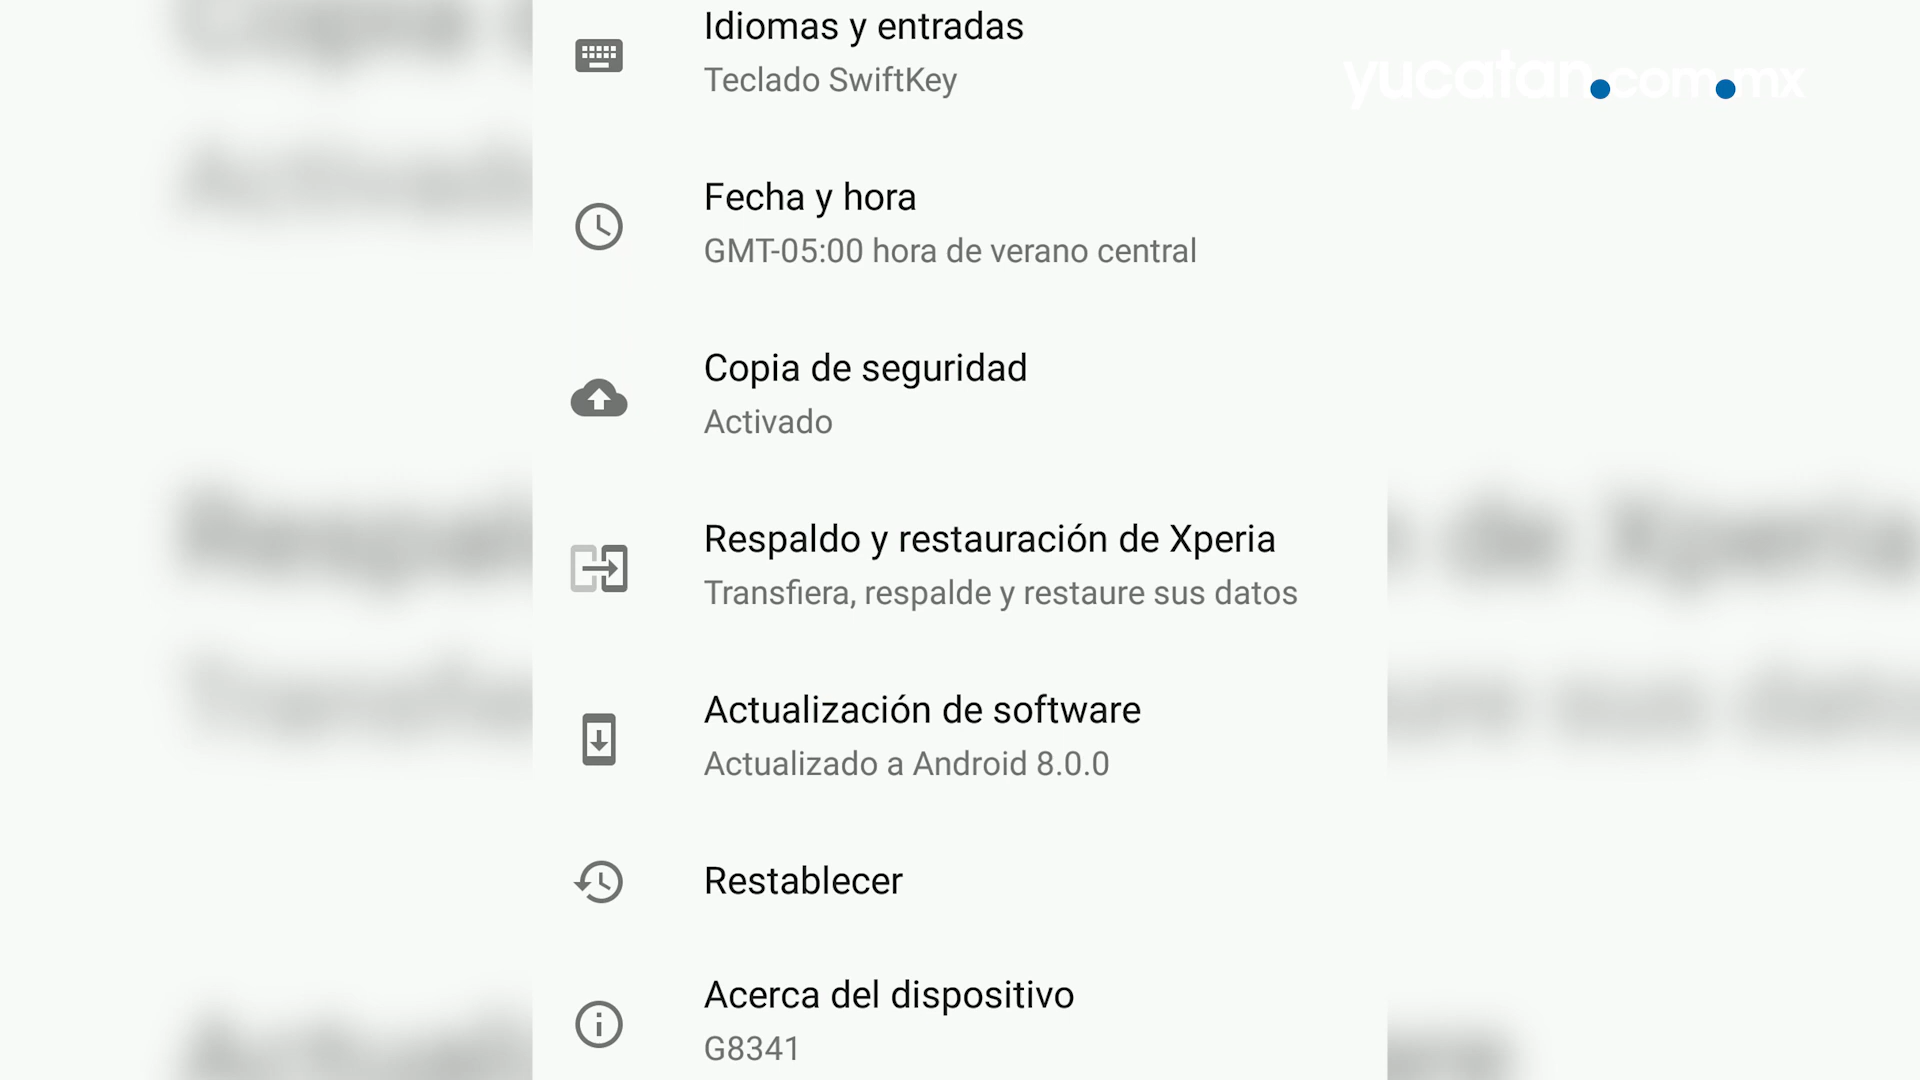 Idiomas y entradas
Teclado SwiftKey
yucatan.com.mx
Fecha y hora
GMT-05:00 hora de verano central
Copia de seguridad
Activado
Respaldo y restauración de Xperia
Transfiera, respalde y restaure sus datos
Actualización de software
Actualizado a Android 8.0.0
Restablecer
Acerca del dispositivo
G8341